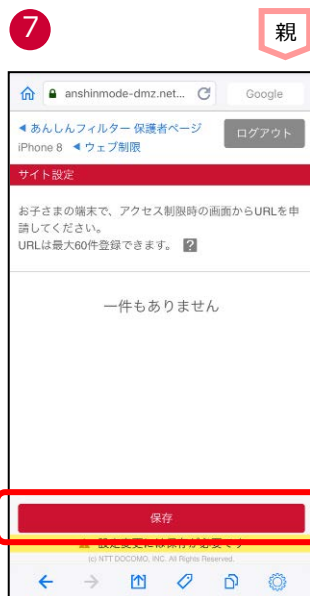 7
親
anshinmode-dmz.net...
Google
◀ あんしんフィルター 保護者ページ
ログアウト
iPhone 8 ◀ ウェブ制限
サイト設定
お子さまの端末で、アクセス制限時の画面からURLを申
請してください。
URLは最大60件登録できます。 ?
一件もありません
保存
設定変更には保存が必要です
(c) NTT DOCOMO, INC. All Rights Reserved.